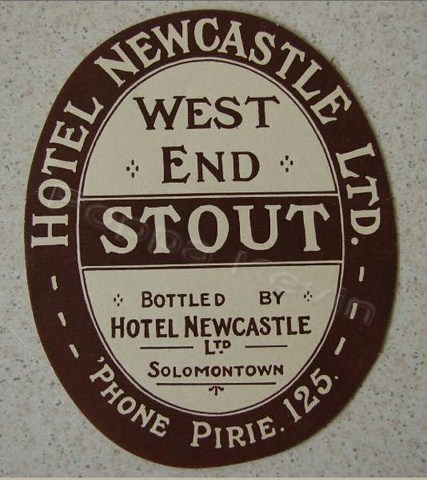 HOTEL NEWCASTLE LTD.
WEST
END
STOUT
BOTTLED BY
HOTEL NEWCASTLE
LTD
SOLOMONTOWN
'PHONE PIRIE. 125.